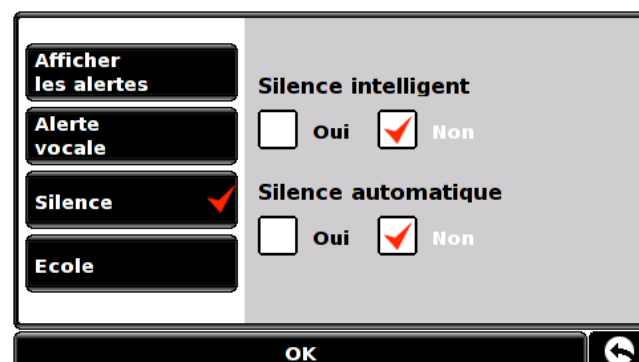 Afficher
les alertes
Alerte
vocale
Silence
Ecole
Silence intelligent
Oui Non
Silence automatique
Oui Non
OK